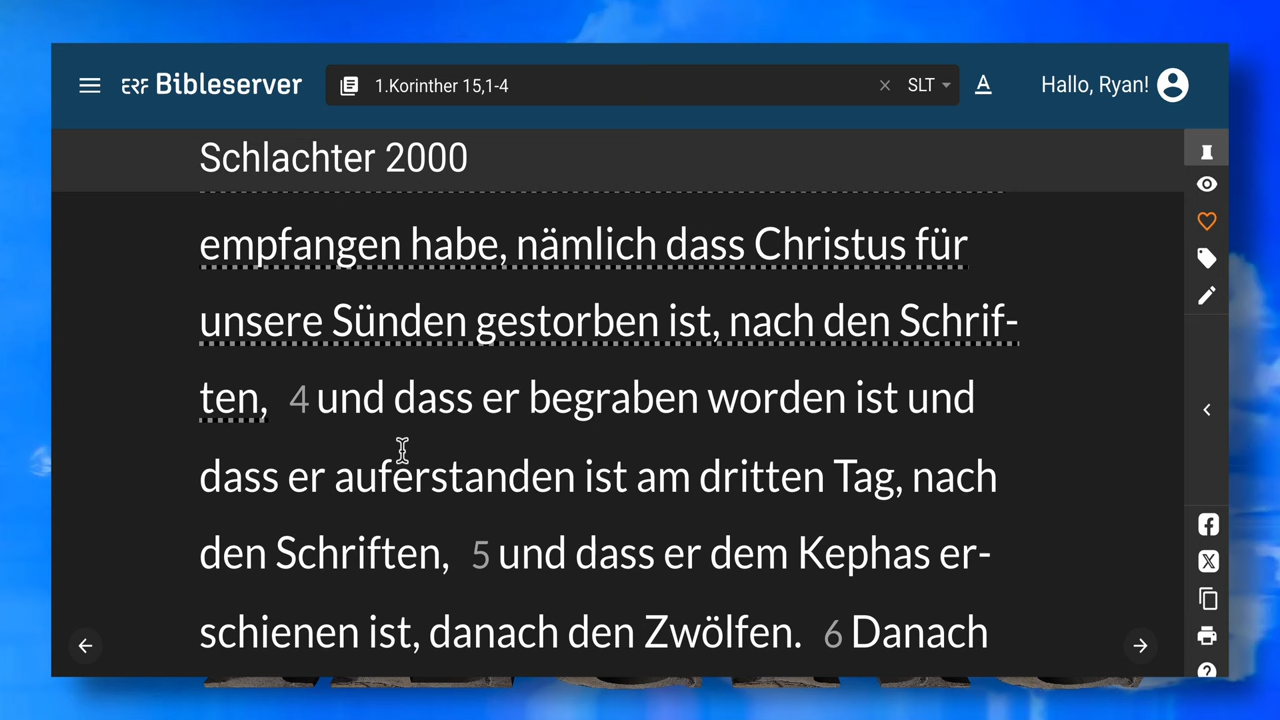 ERF Bibleserver
1.Korinther 15,1-4
SLT
A
Hallo, Ryan!
Schlachter 2000
empfangen habe, nämlich dass Christus für
unsere Sünden gestorben ist, nach den Schrif-
ten, 4 und dass er begraben worden ist und
dass er auferstanden ist am dritten Tag, nach
den Schriften, 5 und dass er dem Kephas er-
schienen ist, danach den Zwölfen. 6 Danach